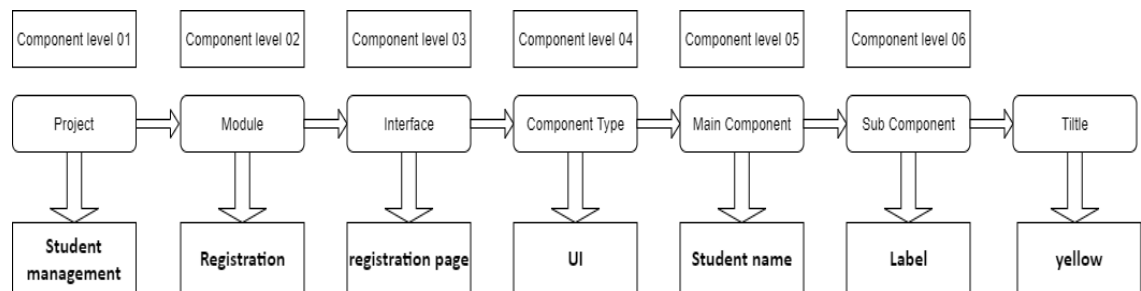 Component level 01
Component level 02
Component level 03
Component level 04
Component level 05
Component level 06
Project
Module
Interface
Component Type
Main Component
Sub Component
Tiltle
Student
management
Registration
registration page
UI
Student name
Label
yellow